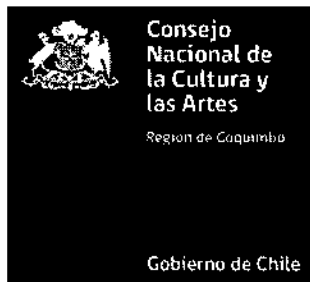 Consejo
Nacional de
la Cultura y
las Artes
Region de Coquimbo
Gobierno de Chile